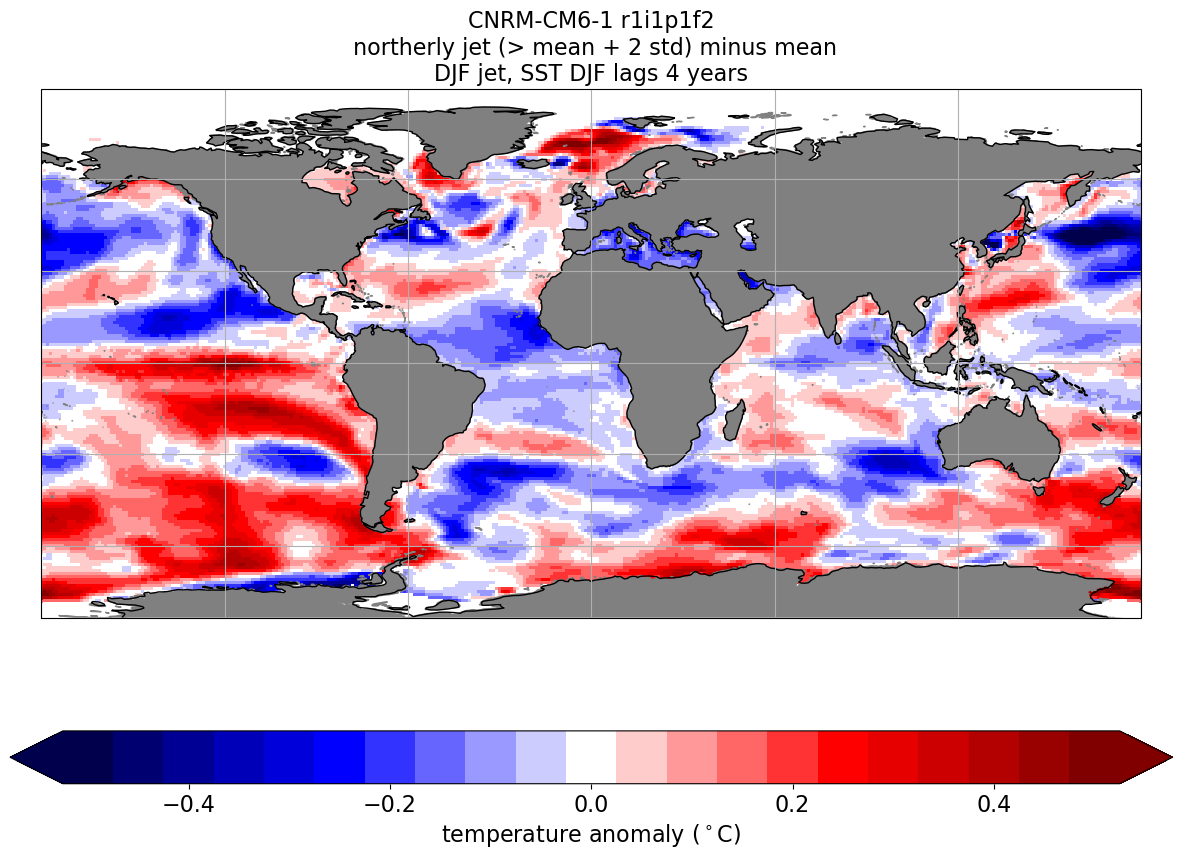 CNRM-CM6-1 r1i1p1f2
northerly jet (> mean + 2 std) minus mean
DJF jet, SST DJF lags 4 years
−0.4 −0.2 0.0 0.2 0.4
temperature anomaly (°C)